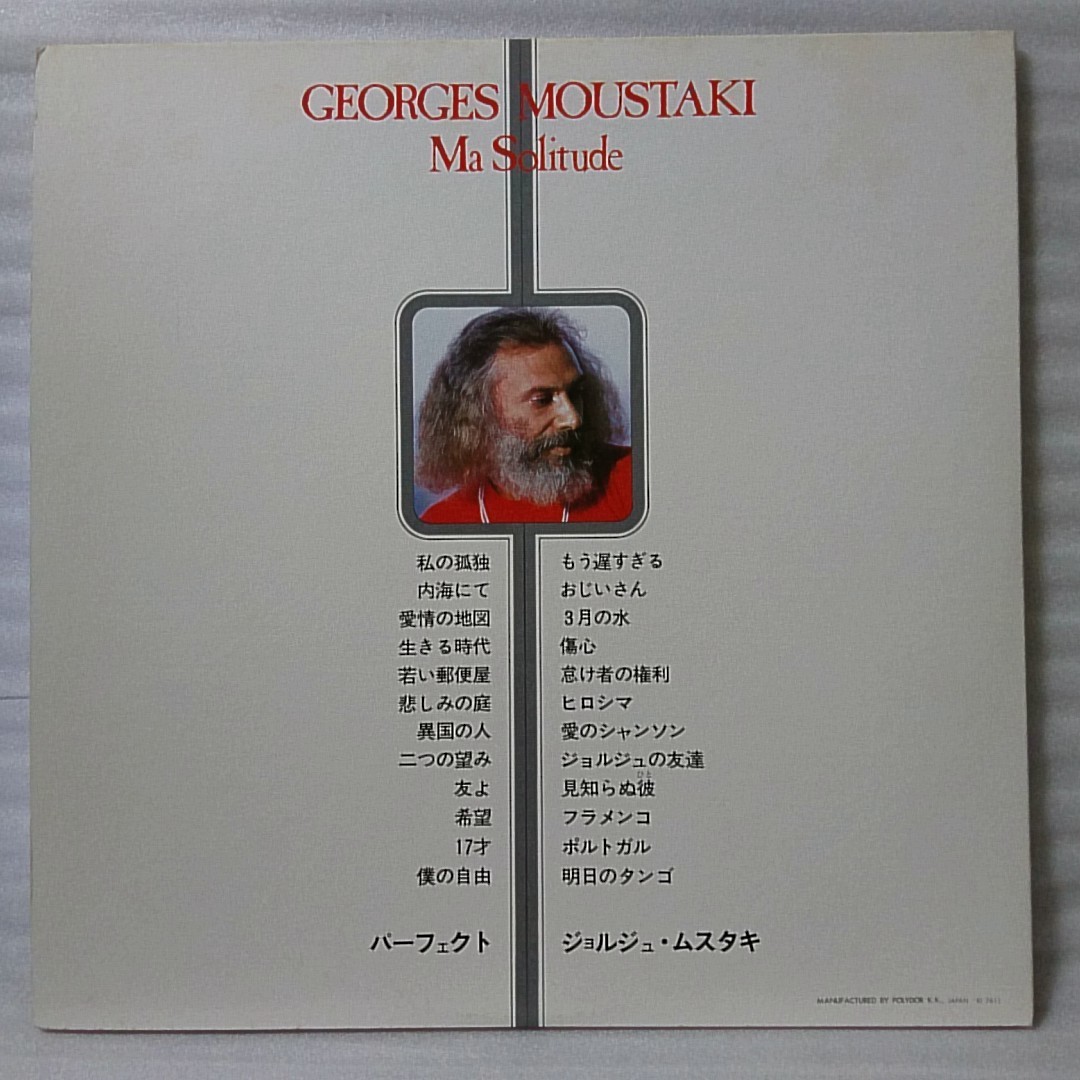 GEORGES MOUSTAKI
Ma Solitude
私の孤独
内海にて
愛情の地図
生きる時代
若い郵便屋
悲しみの庭
異国の人
二つの望み
友よ
希望
17才
僕の自由
もう遅すぎる
おじいさん
3月の水
傷心
怠け者の権利
ヒロシマ
愛のシャンソン
ジョルジュの友達
ひと
見知らぬ彼
フラメンコ
ポルトガル
明日のタンゴ
パーフェクト
ジョルジュ・ムスタキ
MANUFACTURED BY POLYDOR K.K., JAPAN